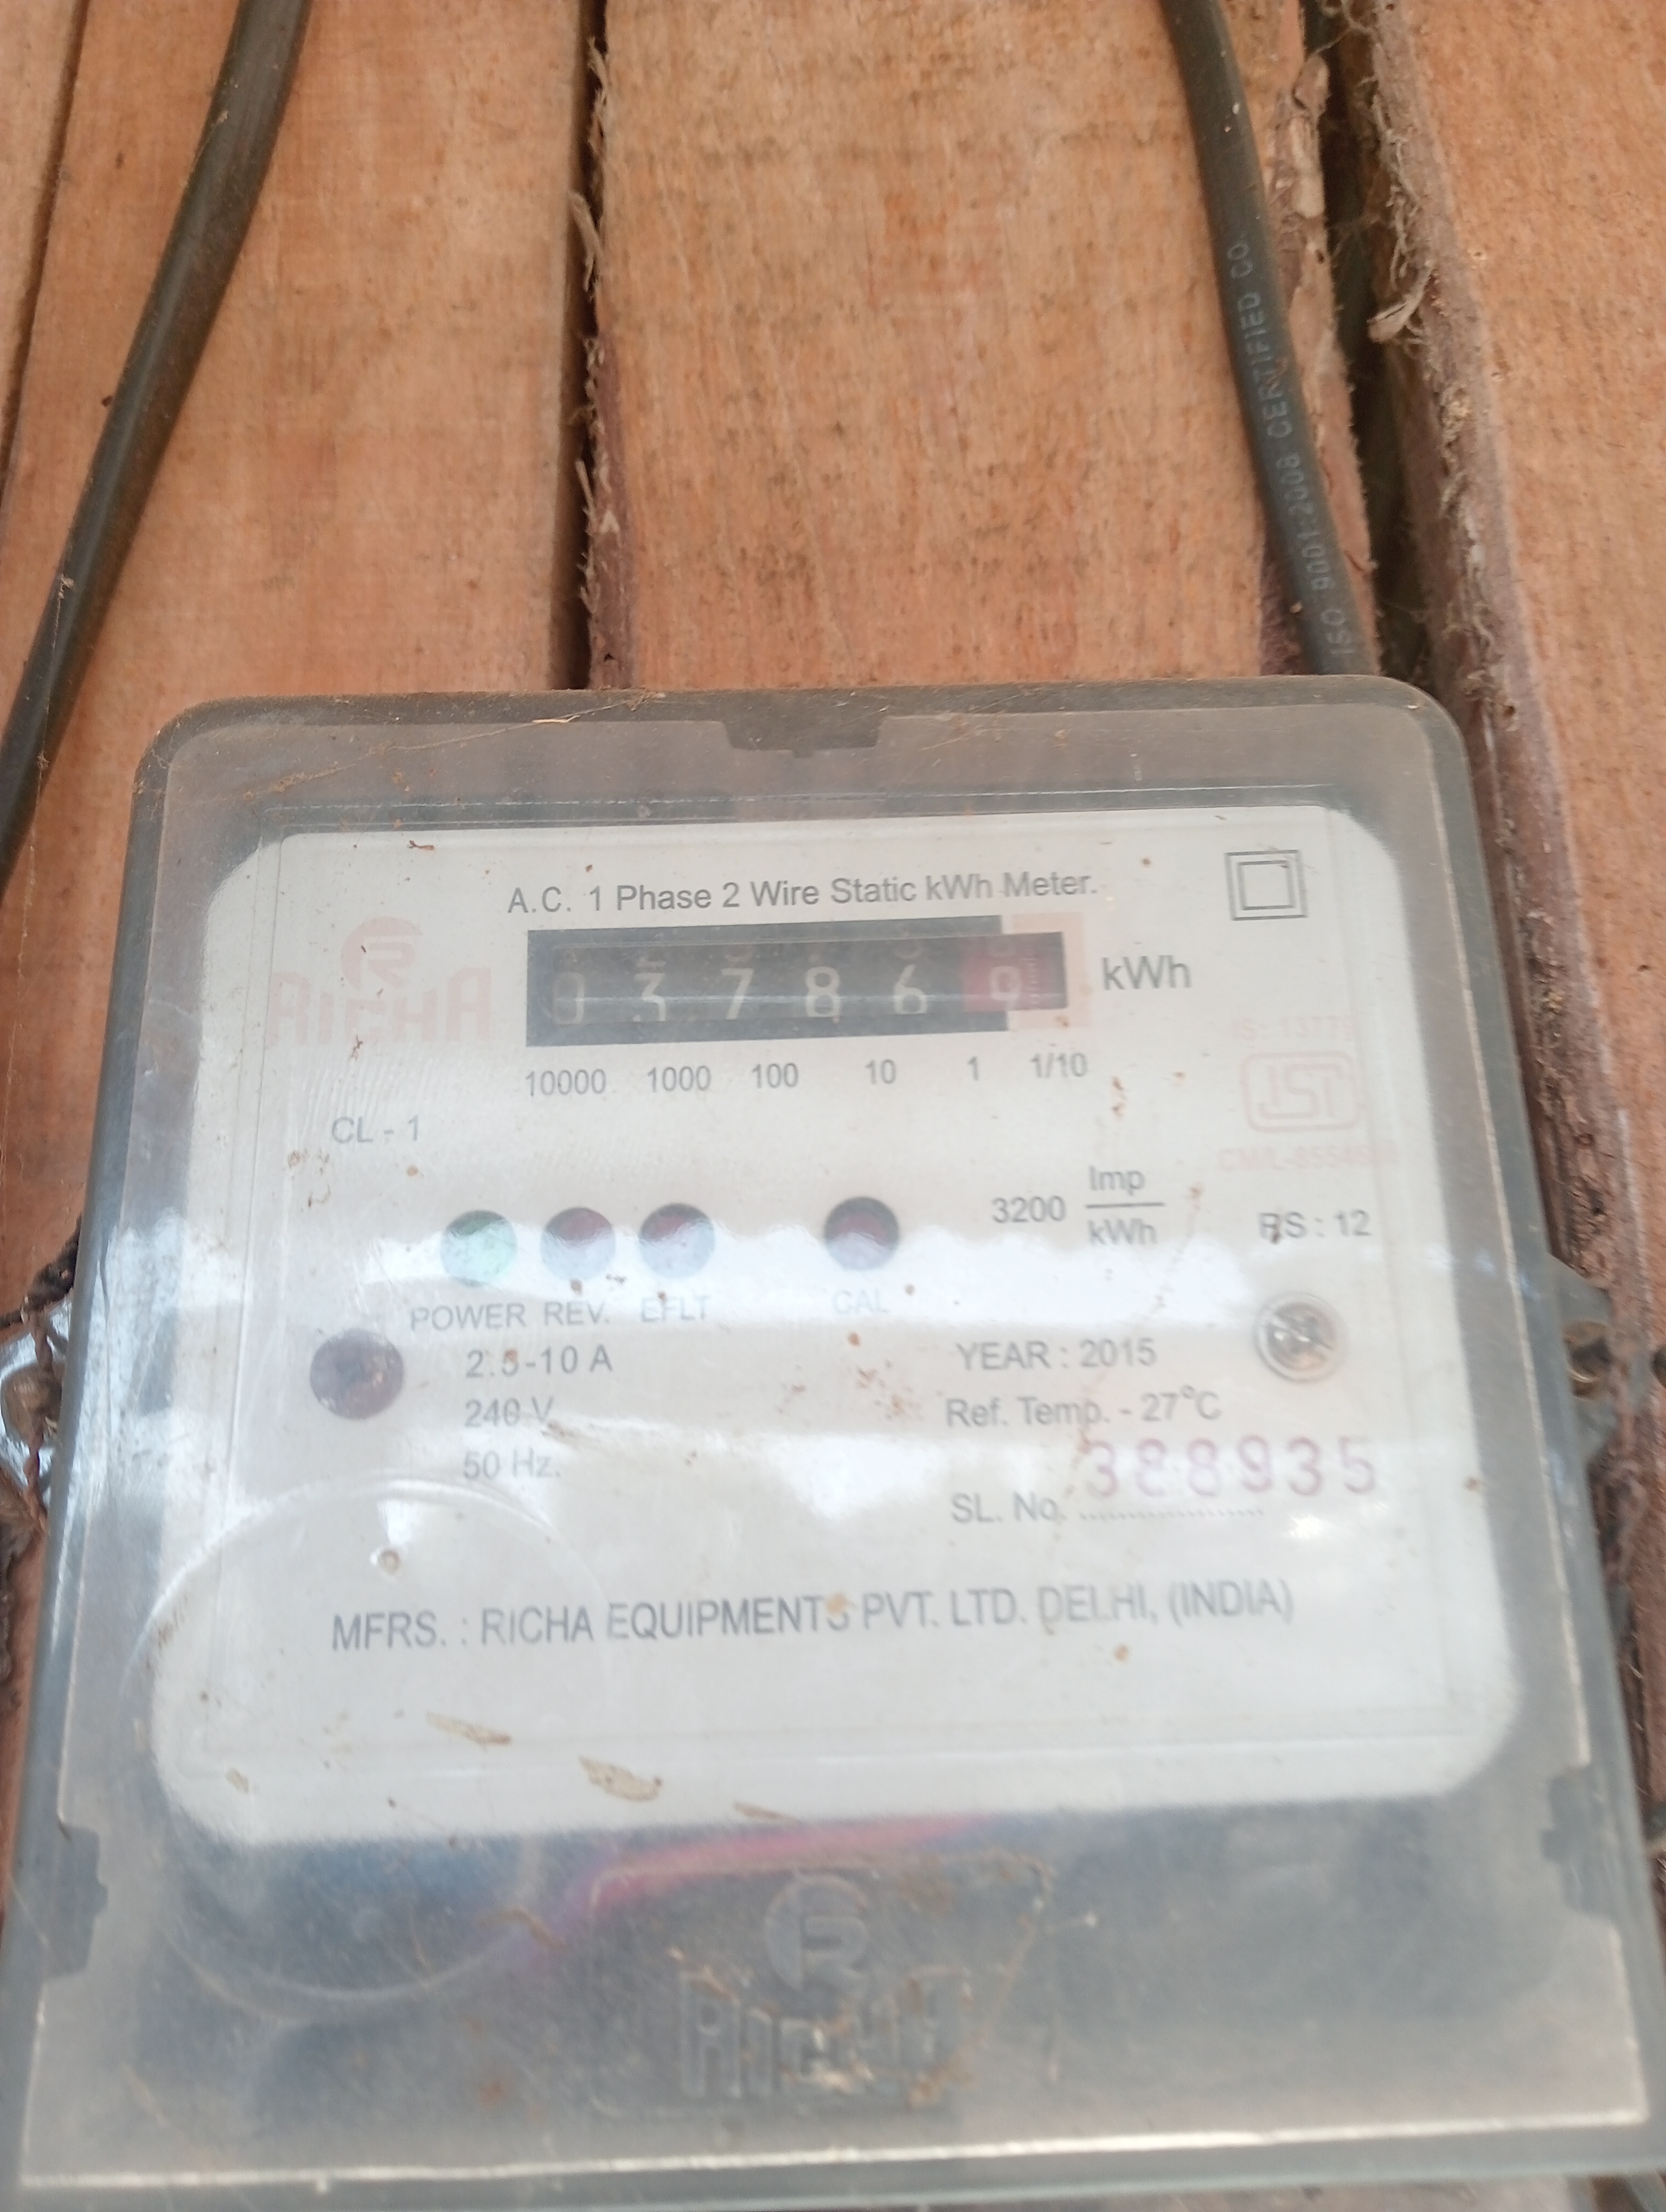 ISO 9001:2008 CERTIFIED CO.
A.C. 1 Phase 2 Wire Static kWh Meter.
RICHA
0 3 7 8 6 9 kWh
10000 1000 100 10 1 1/10
CL - 1
3200 Imp
kWh
RS : 12
POWER REV. EFLT CAL
2.5-10 A
240 V
50 Hz.
YEAR : 2015
Ref. Temp. - 27°C
SL. No. 388935
MFRS. : RICHA EQUIPMENTS PVT. LTD. DELHI, (INDIA)
RICHA